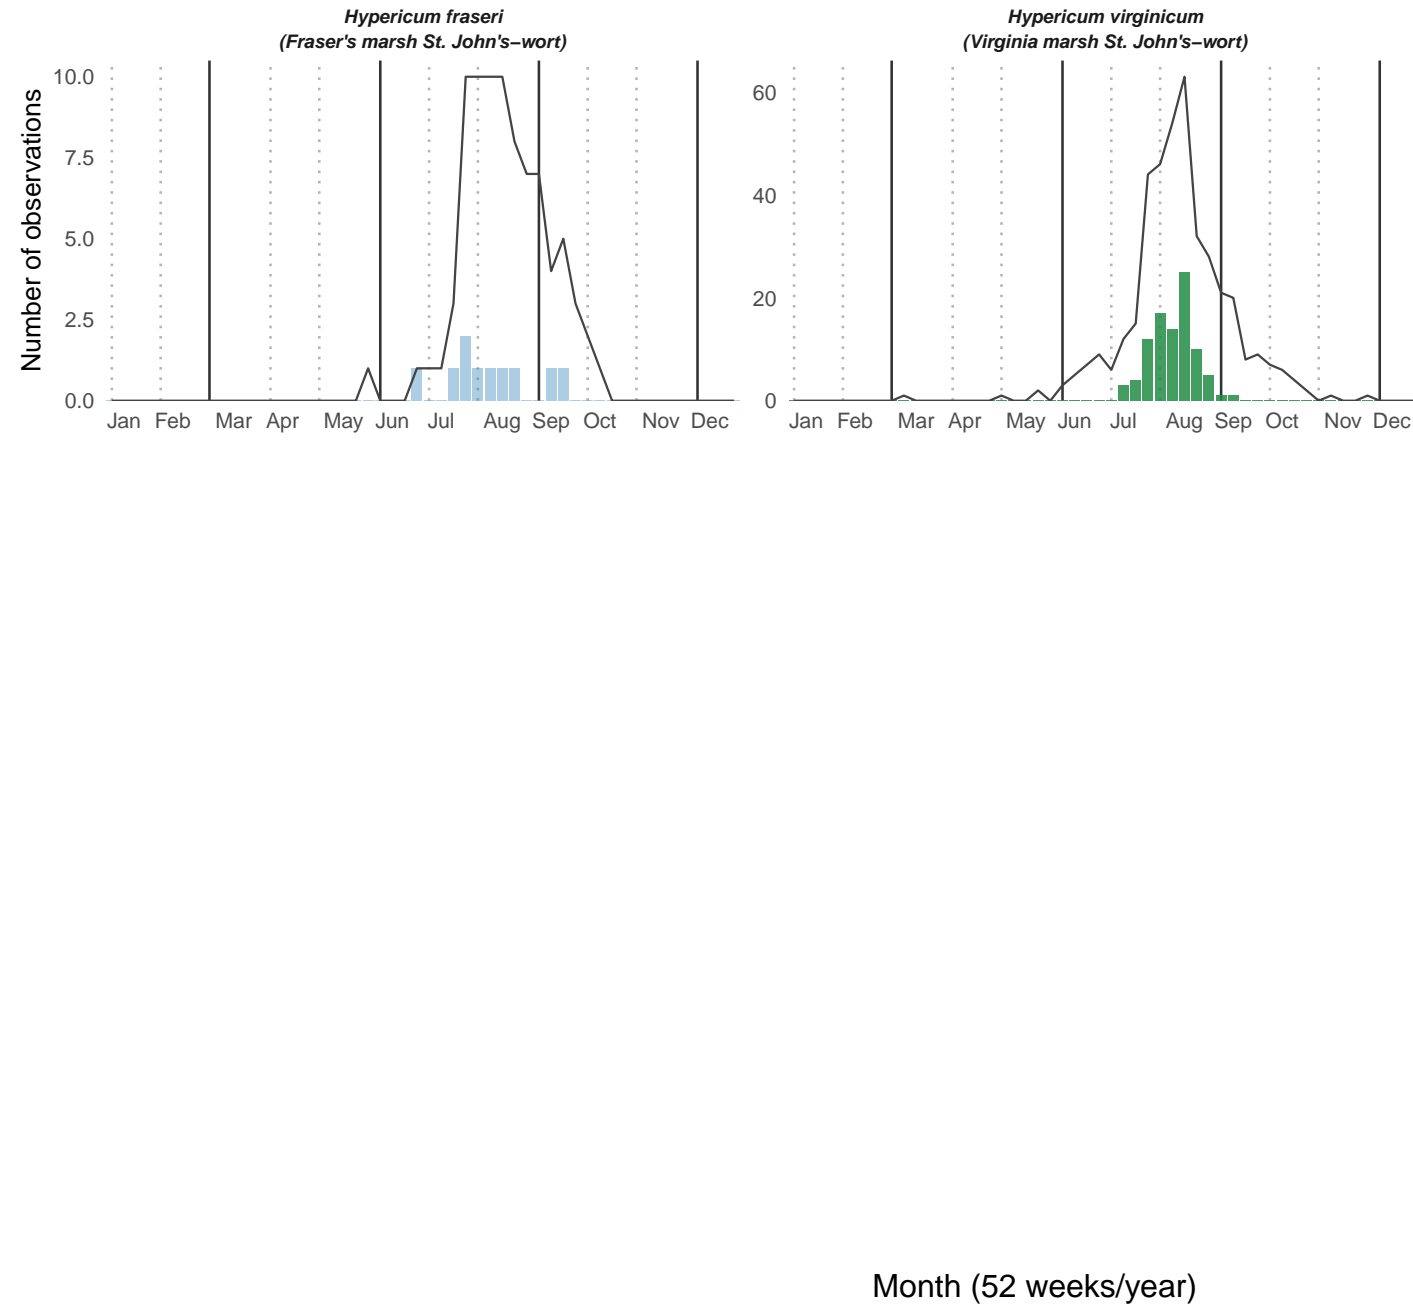 Hypericum fraseri
(Fraser's marsh St. John's−wort)
Hypericum virginicum
(Virginia marsh St. John's−wort)
Number of observations
10.0
7.5
5.0
2.5
0.0
Jan Feb Mar Apr May Jun Jul Aug Sep Oct Nov Dec
60
40
20
0
Jan Feb Mar Apr May Jun Jul Aug Sep Oct Nov Dec
Month (52 weeks/year)